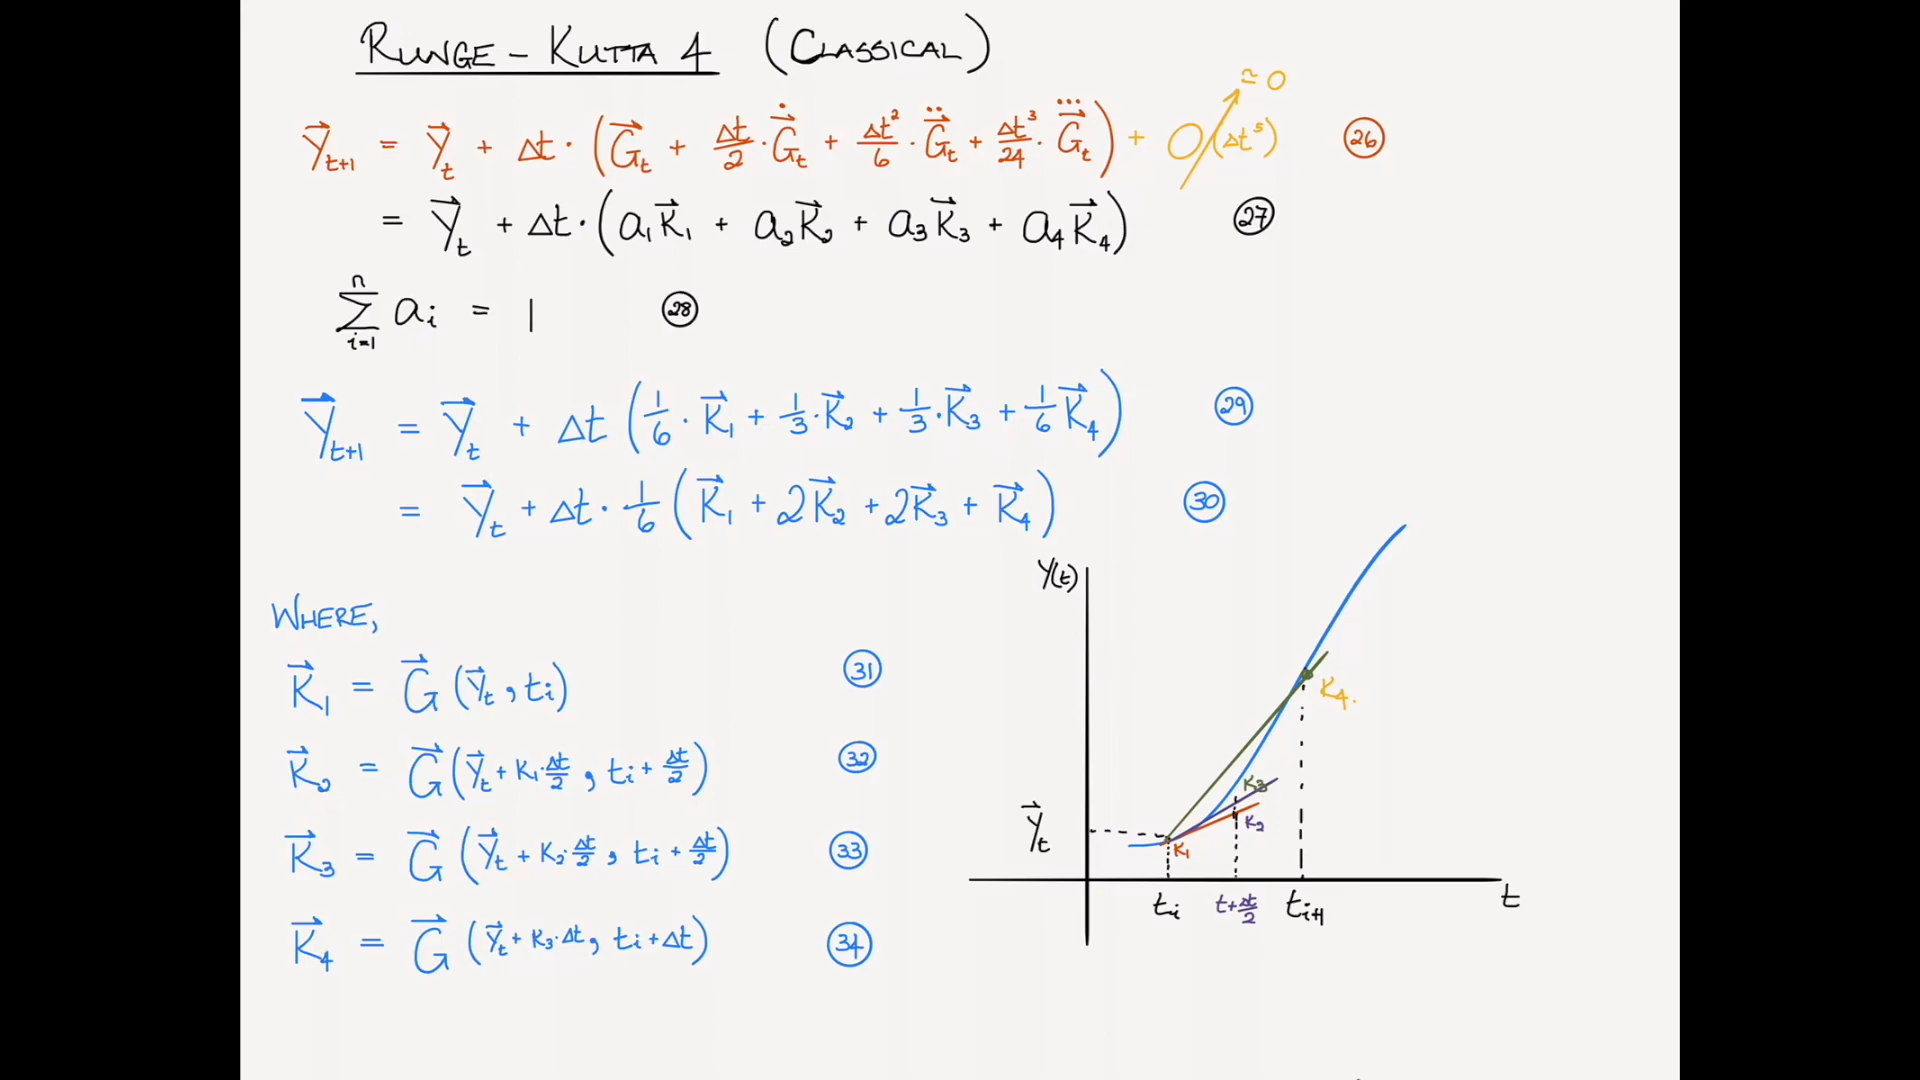 RUNGE-KUTTA 4 (CLASSICAL)
Y⃗ₜ₊₁ = Y⃗ₜ + Δt · (G⃗ₜ + Δt/2 · G⃗̇ₜ + Δt²/6 · G⃗̈ₜ + Δt³/24 · G⃗⃛ₜ) + O(Δt⁵) ≃ 0 (26)
= Y⃗ₜ + Δt · (a₁K⃗₁ + a₂K⃗₂ + a₃K⃗₃ + a₄K⃗₄) (27)
∑ᵢ₌₁ⁿ aᵢ = 1 (28)
Y⃗ₜ₊₁ = Y⃗ₜ + Δt (1/6 · K⃗₁ + 1/3 · K⃗₂ + 1/3 · K⃗₃ + 1/6 K⃗₄) (29)
= Y⃗ₜ + Δt · 1/6 (K⃗₁ + 2K⃗₂ + 2K⃗₃ + K⃗₄) (30)
WHERE,
K⃗₁ = G⃗ (Y⃗ₜ, tᵢ) (31)
K⃗₂ = G⃗ (Y⃗ₜ + K₁·Δt/2, tᵢ + Δt/2) (32)
K⃗₃ = G⃗ (Y⃗ₜ + K₂·Δt/2, tᵢ + Δt/2) (33)
K⃗₄ = G⃗ (Y⃗ₜ + K₃·Δt, tᵢ + Δt) (34)
Y(t)
K₄.
K₃
K₂
Y⃗ₜ
K₁
tᵢ t+Δt/2 tᵢ₊₁ t